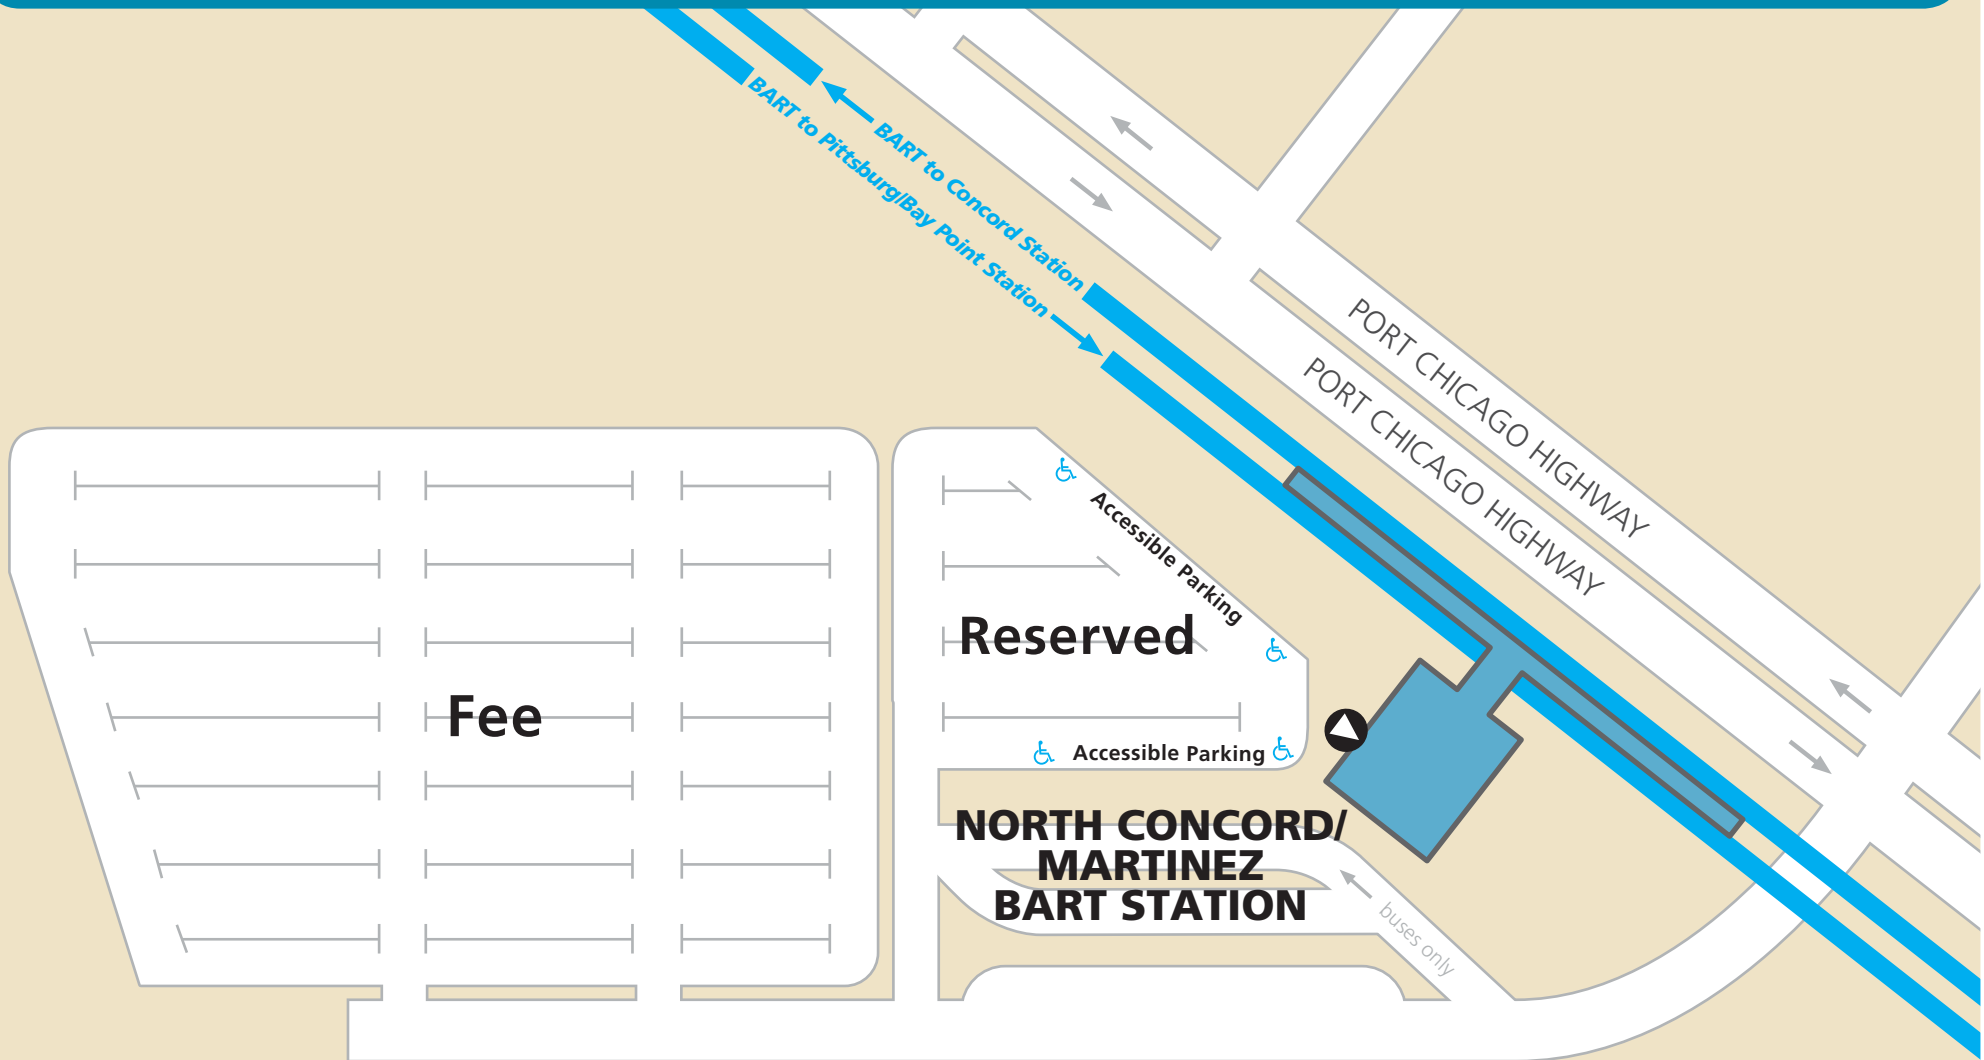 BART to Concord Station
BART to Pittsburg/Bay Point Station
PORT CHICAGO HIGHWAY
PORT CHICAGO HIGHWAY
Accessible Parking
Reserved
Fee
Accessible Parking
NORTH CONCORD/
MARTINEZ
BART STATION
buses only